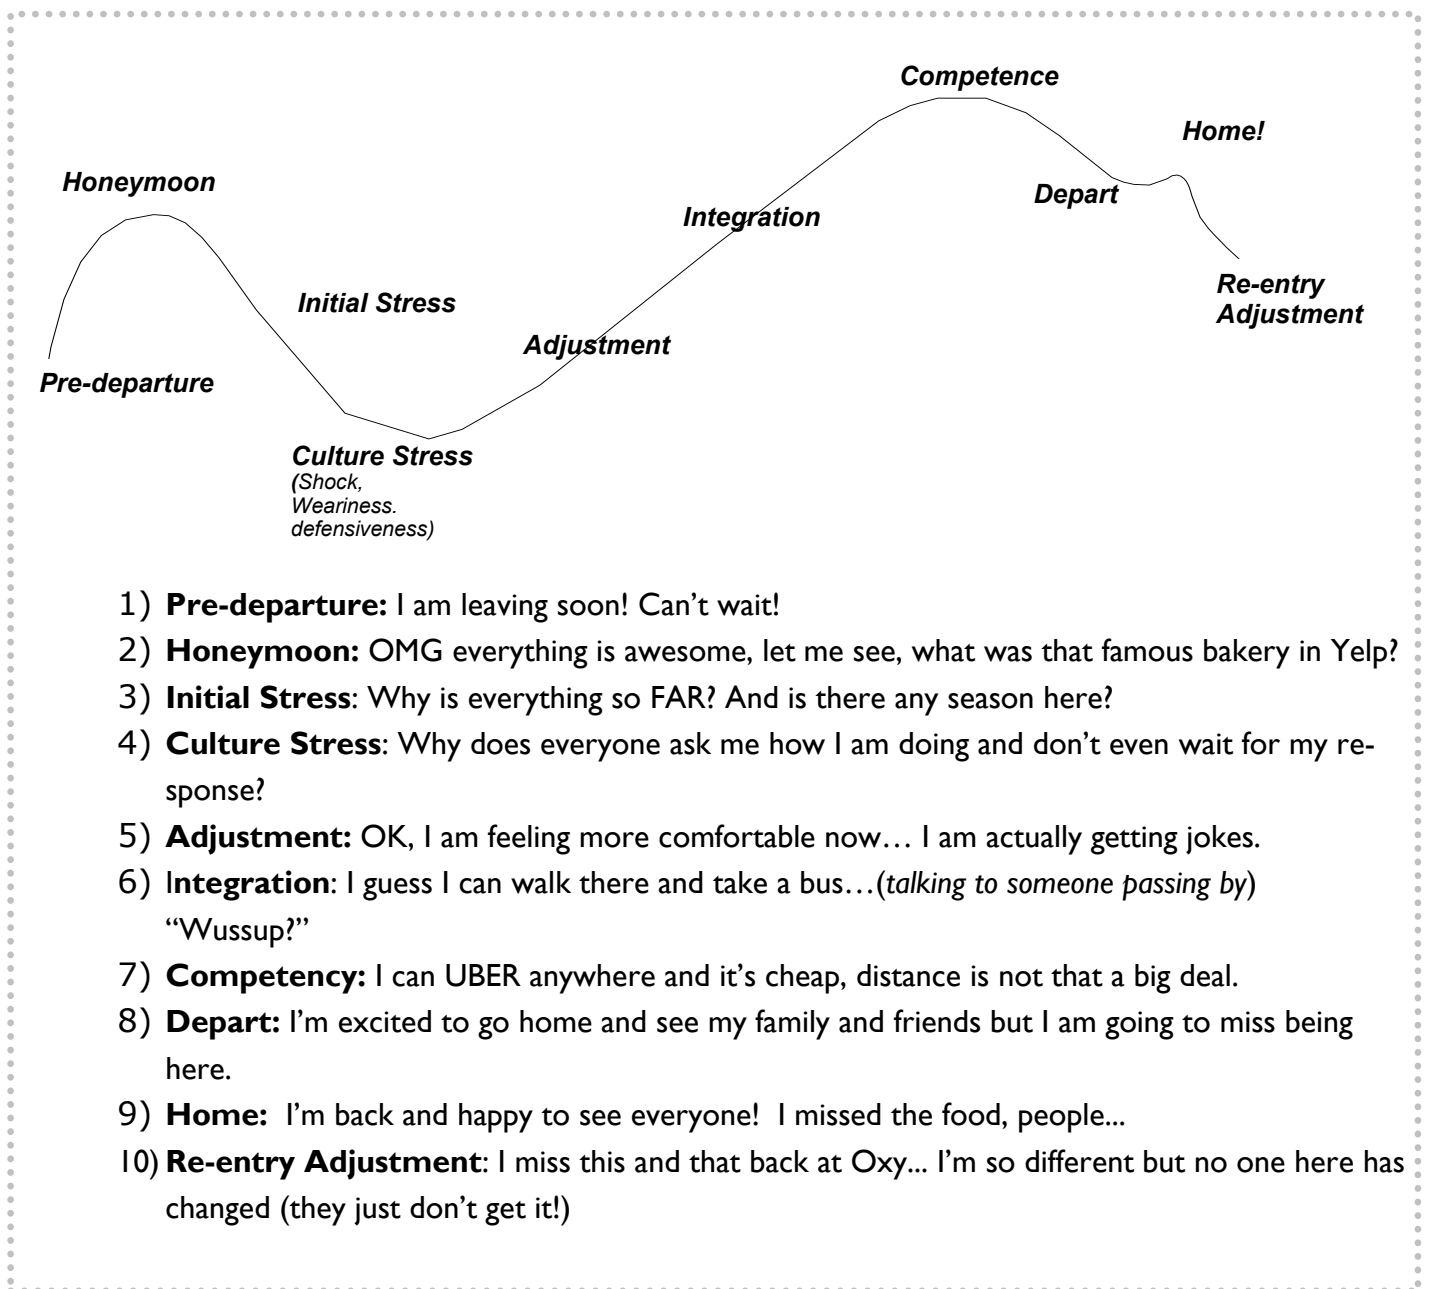 Competence
Home!
Honeymoon
Depart
Integration
Initial Stress
Re-entry
Adjustment
Adjustment
Pre-departure
Culture Stress
(Shock,
Weariness.
defensiveness)
1) Pre-departure: I am leaving soon! Can’t wait!
2) Honeymoon: OMG everything is awesome, let me see, what was that famous bakery in Yelp?
3) Initial Stress: Why is everything so FAR? And is there any season here?
4) Culture Stress: Why does everyone ask me how I am doing and don’t even wait for my re-
sponse?
5) Adjustment: OK, I am feeling more comfortable now… I am actually getting jokes.
6) Integration: I guess I can walk there and take a bus…(talking to someone passing by)
“Wussup?”
7) Competency: I can UBER anywhere and it’s cheap, distance is not that a big deal.
8) Depart: I’m excited to go home and see my family and friends but I am going to miss being
here.
9) Home: I’m back and happy to see everyone! I missed the food, people...
10) Re-entry Adjustment: I miss this and that back at Oxy... I’m so different but no one here has
changed (they just don’t get it!)